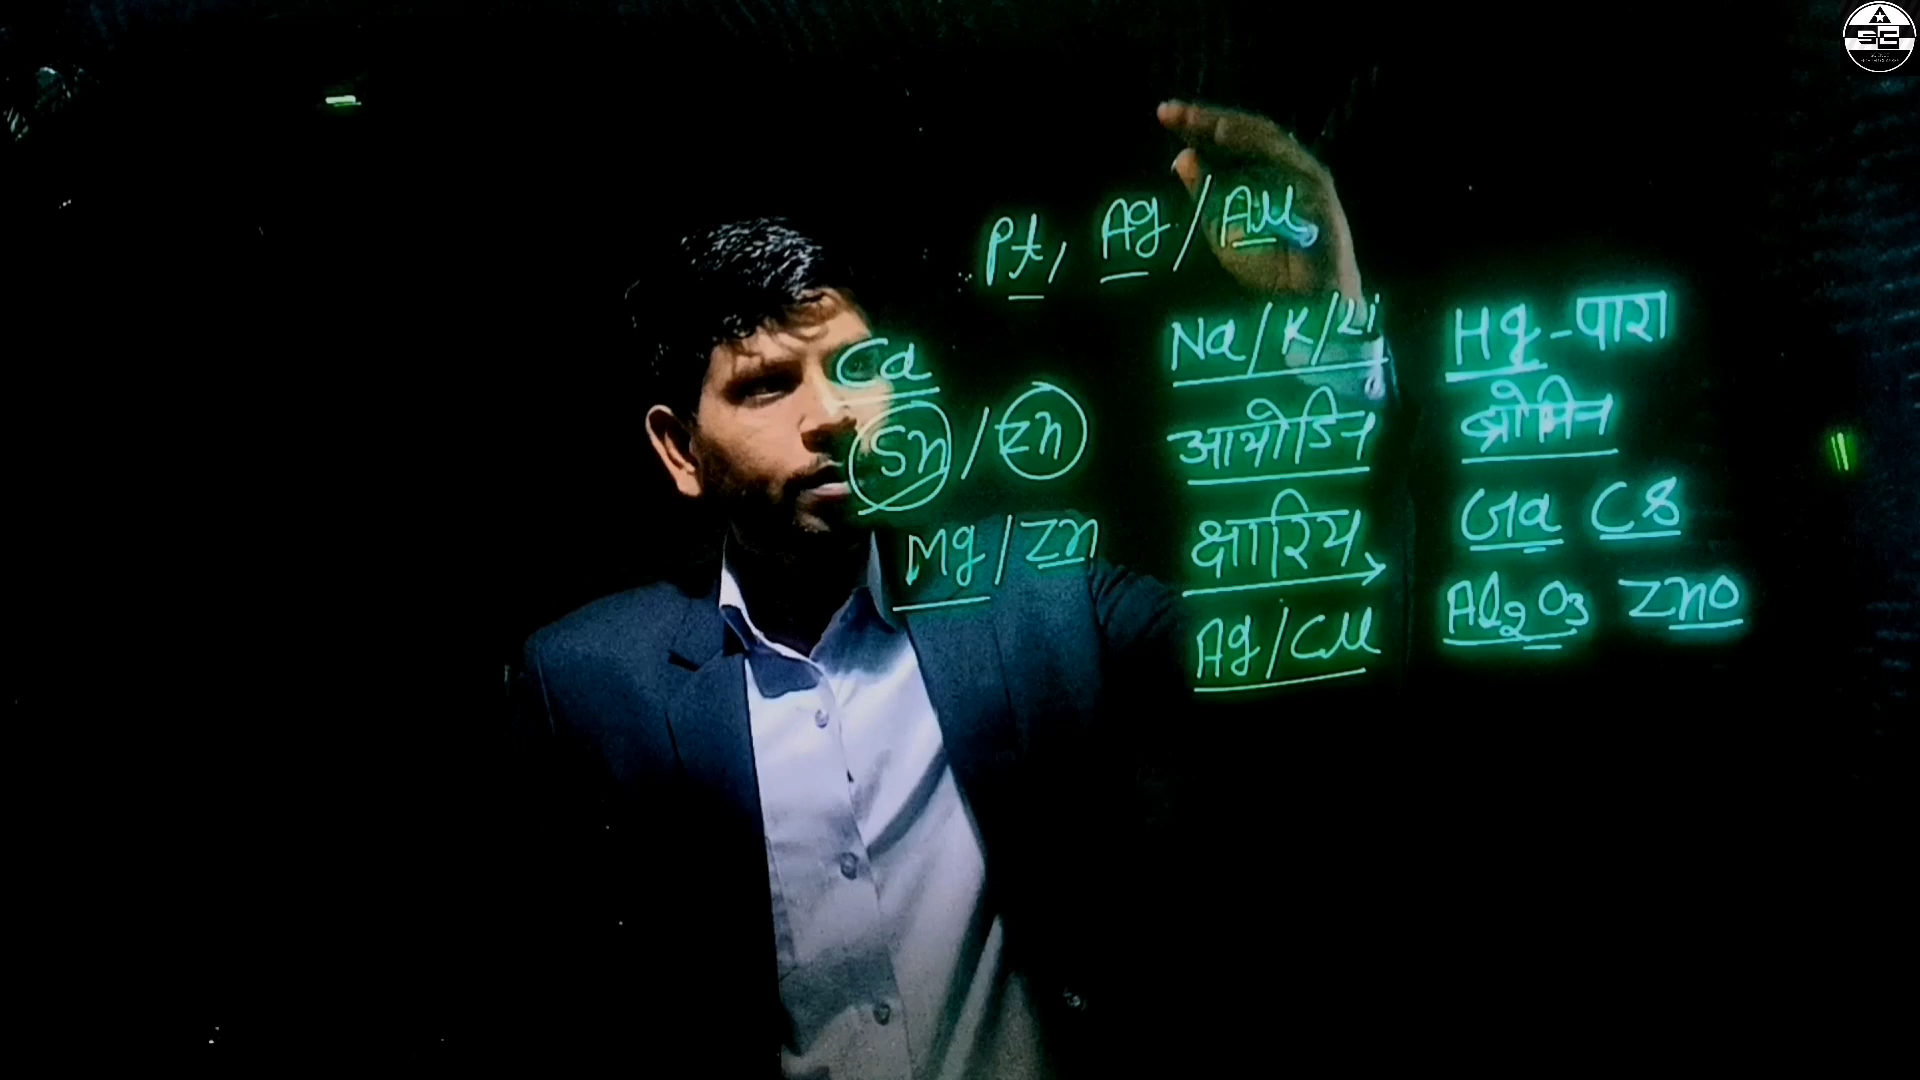 Pt, Ag / Au
Ca
Sn / Zn
Mg / Zn
Na / K / Li
आयोडिन
क्षारिय
Ag / Cu
Hg - पारा
ब्रोमिन
Ga Cs
Al2O3 ZnO